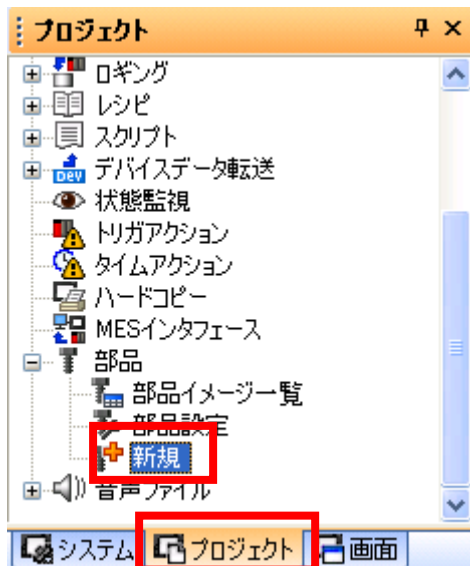 プロジェクト
ロギング
レシピ
スクリプト
Dev デバイスデータ転送
状態監視
トリガアクション
タイムアクション
ハードコピー
MESインタフェース
部品
部品イメージ一覧
部品設定
新規
音声ファイル
システム プロジェクト 画面